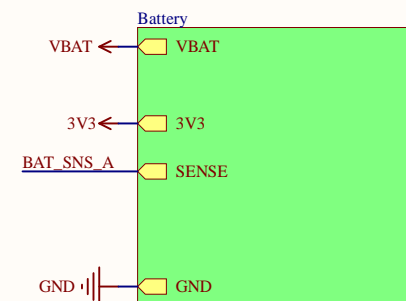 Battery
VBAT VBAT
3V3 3V3
BAT_SNS_A SENSE
GND GND